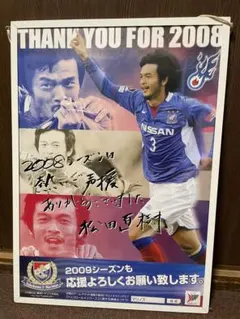 THANK YOU FOR 2008
NISSAN
3
2008シーズンは
熱いご声援
ありがとうございました
松田直樹
2009シーズンも
応援よろしくお願い致します。